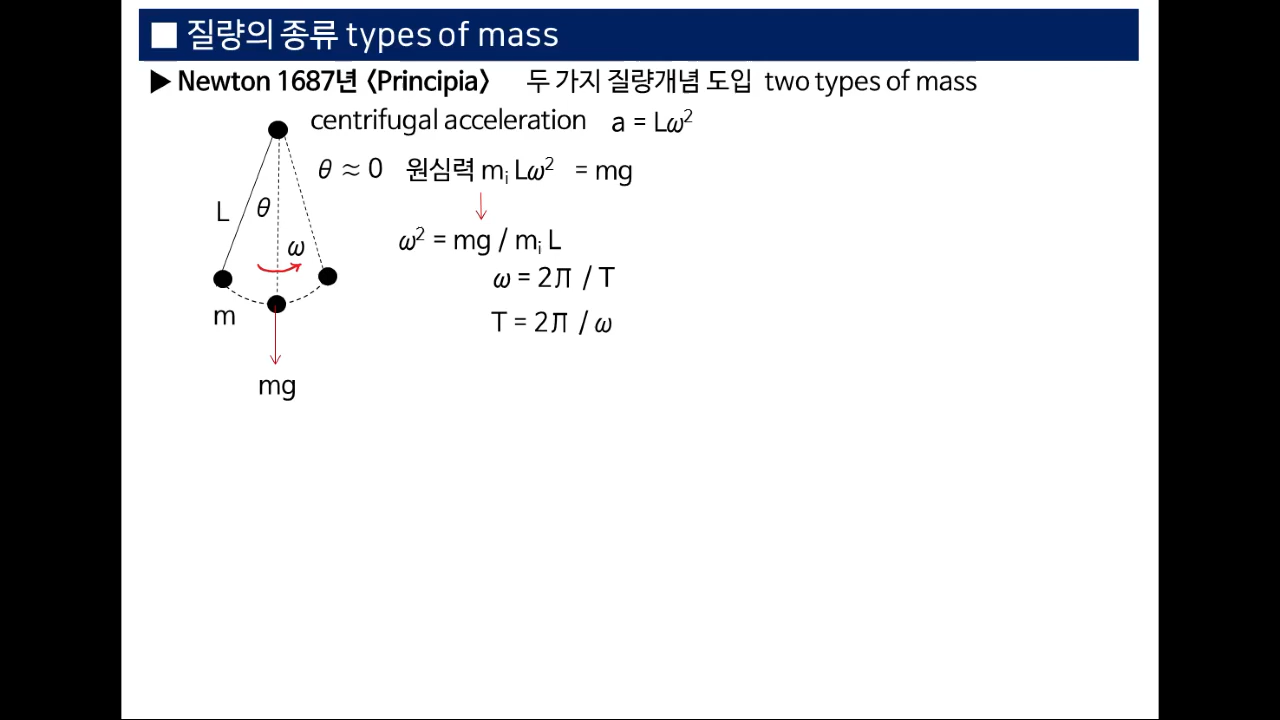 ■ 질량의 종류 types of mass
▶ Newton 1687년 〈Principia〉 두 가지 질량개념 도입 two types of mass
centrifugal acceleration a = Lω²
θ ≈ 0 원심력 mᵢ Lω² = mg
L θ
ω² = mg / mᵢ L
ω
ω = 2π / T
m
T = 2π / ω
mg